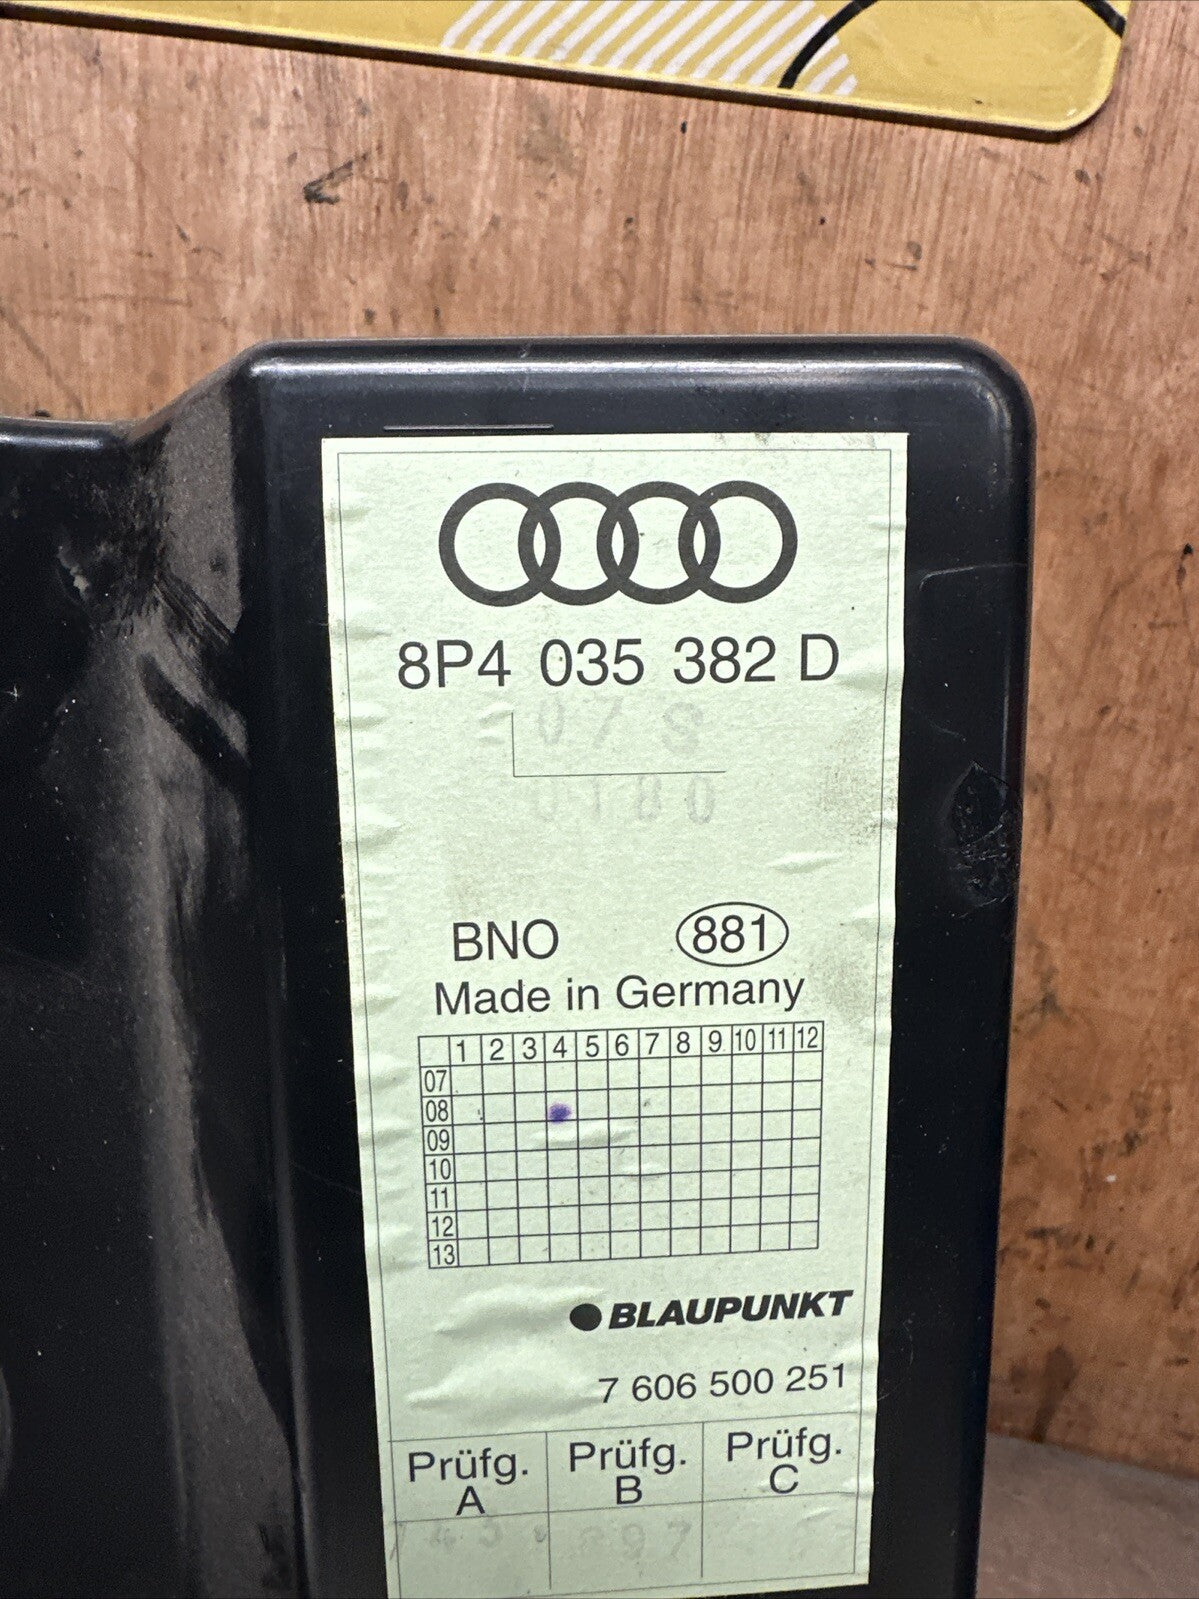 8P4 035 382 D
07S
0180
BNO 881
Made in Germany
1 2 3 4 5 6 7 8 9 10 11 12
07
08
09
10
11
12
13
BLAUPUNKT
7 606 500 251
Prüfg. A Prüfg. B Prüfg. C